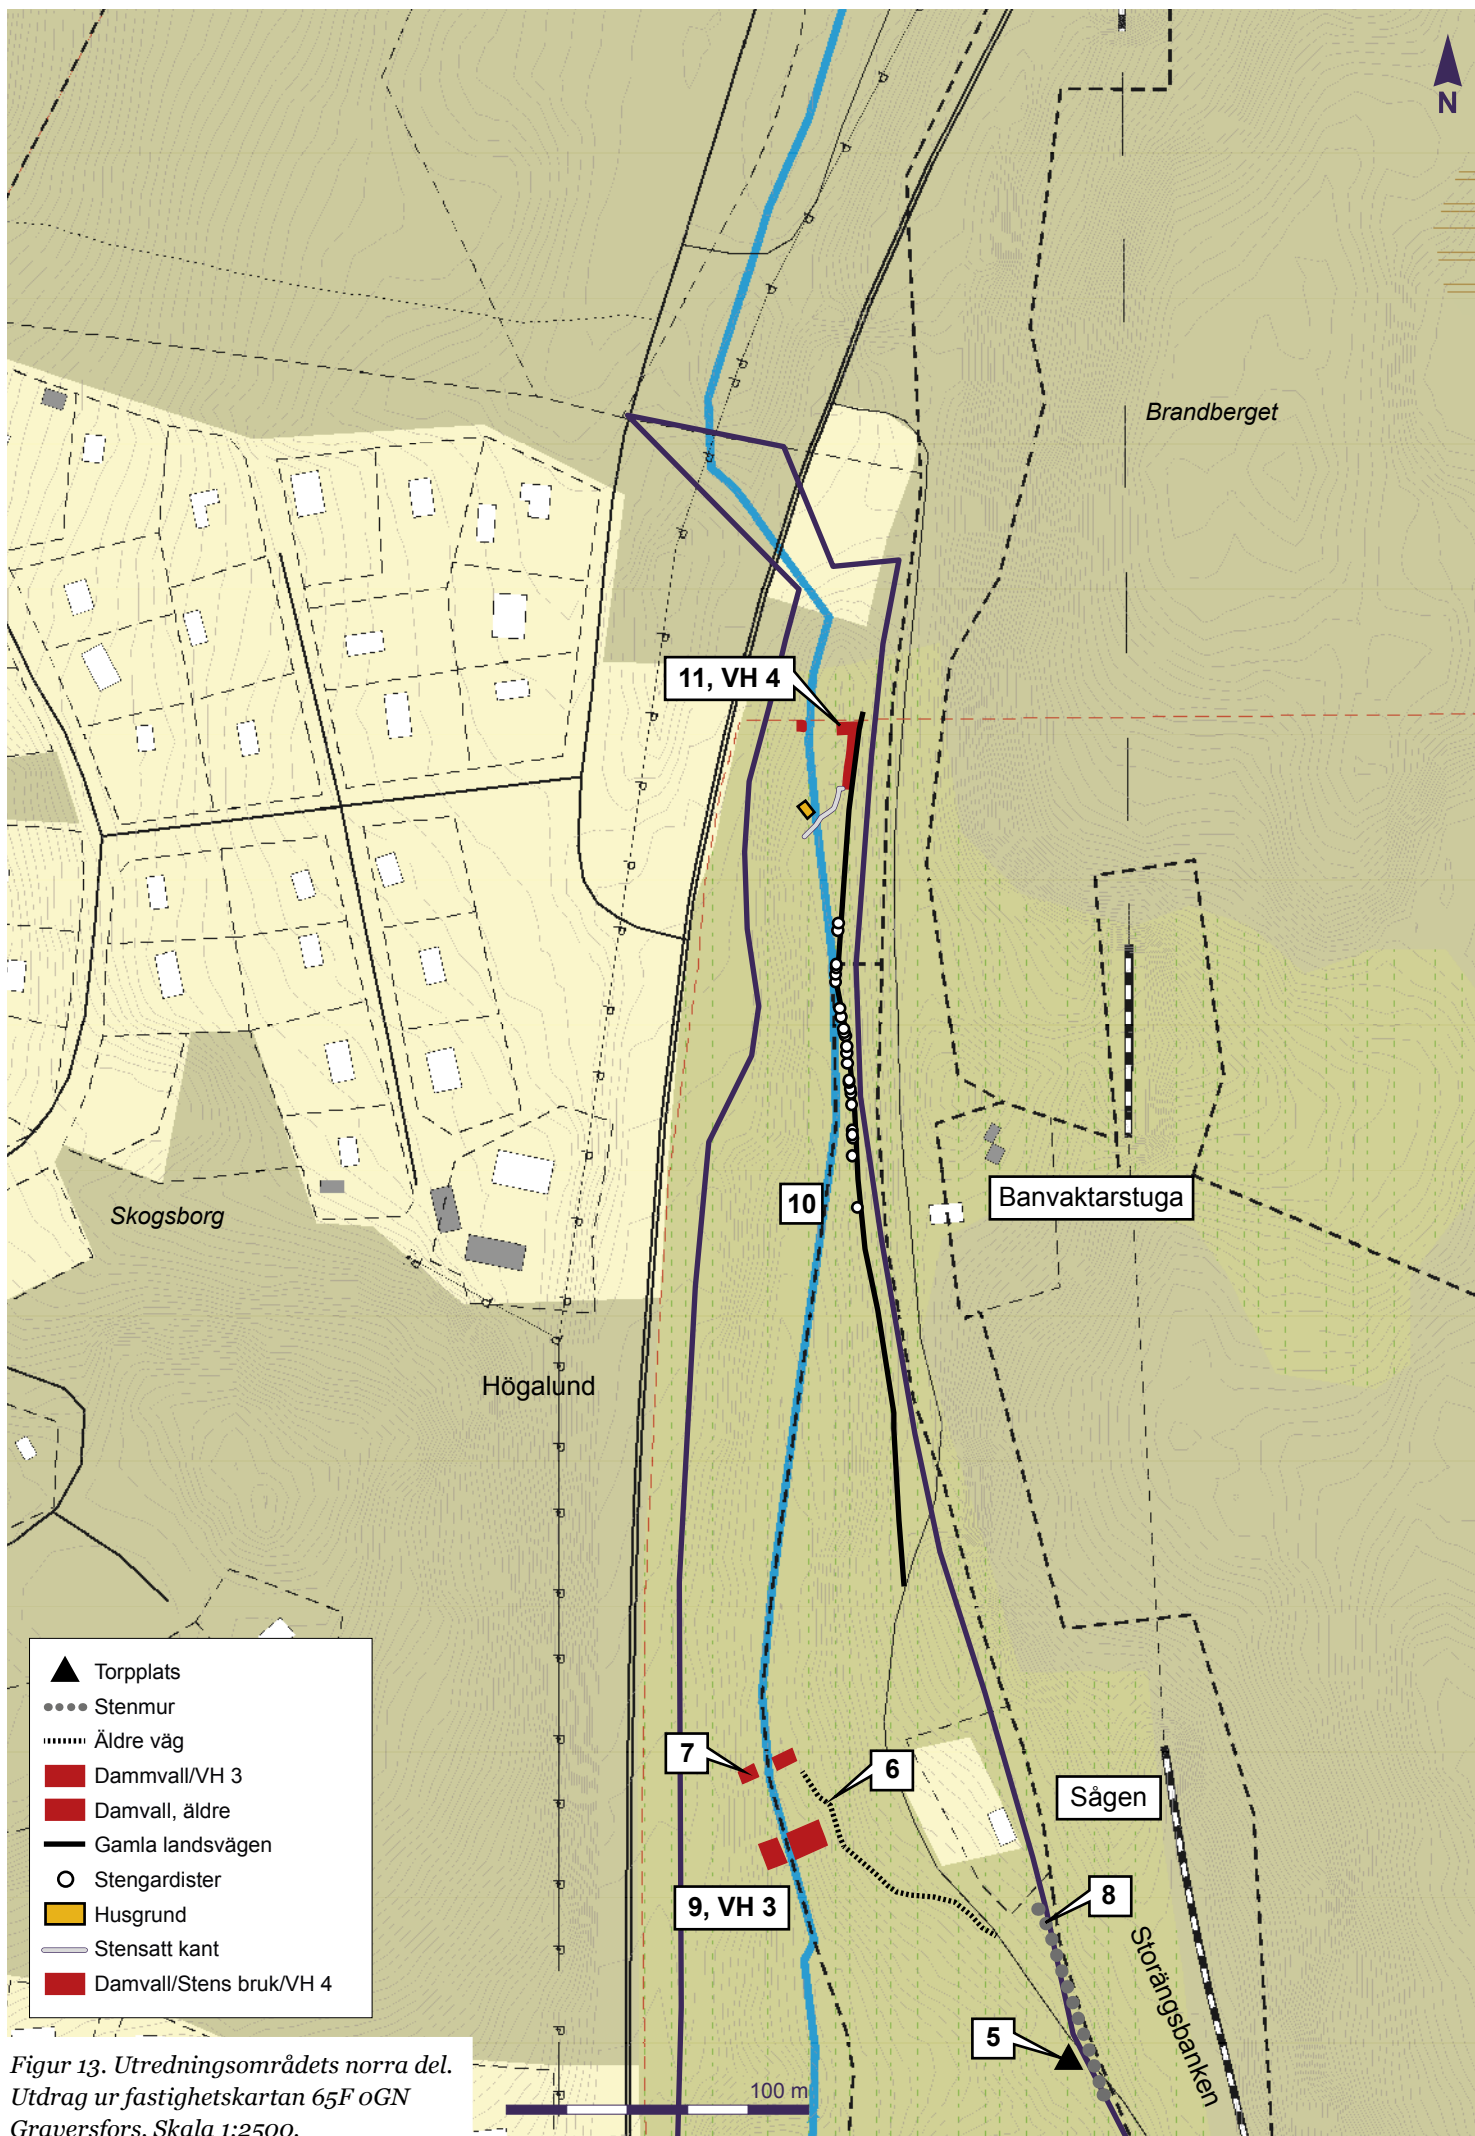 N
Brandberget
11, VH 4
10
Banvaktarstuga
Skogsborg
Högalund
7
6
Sågen
9, VH 3
8
Storängsbanken
5
100 m
Torpplats
Stenmur
Äldre väg
Dammvall/VH 3
Damvall, äldre
Gamla landsvägen
Stengardister
Husgrund
Stensatt kant
Damvall/Stens bruk/VH 4
Figur 13. Utredningsområdets norra del.
Utdrag ur fastighetskartan 65F 0GN
Graversfors. Skala 1:2500.